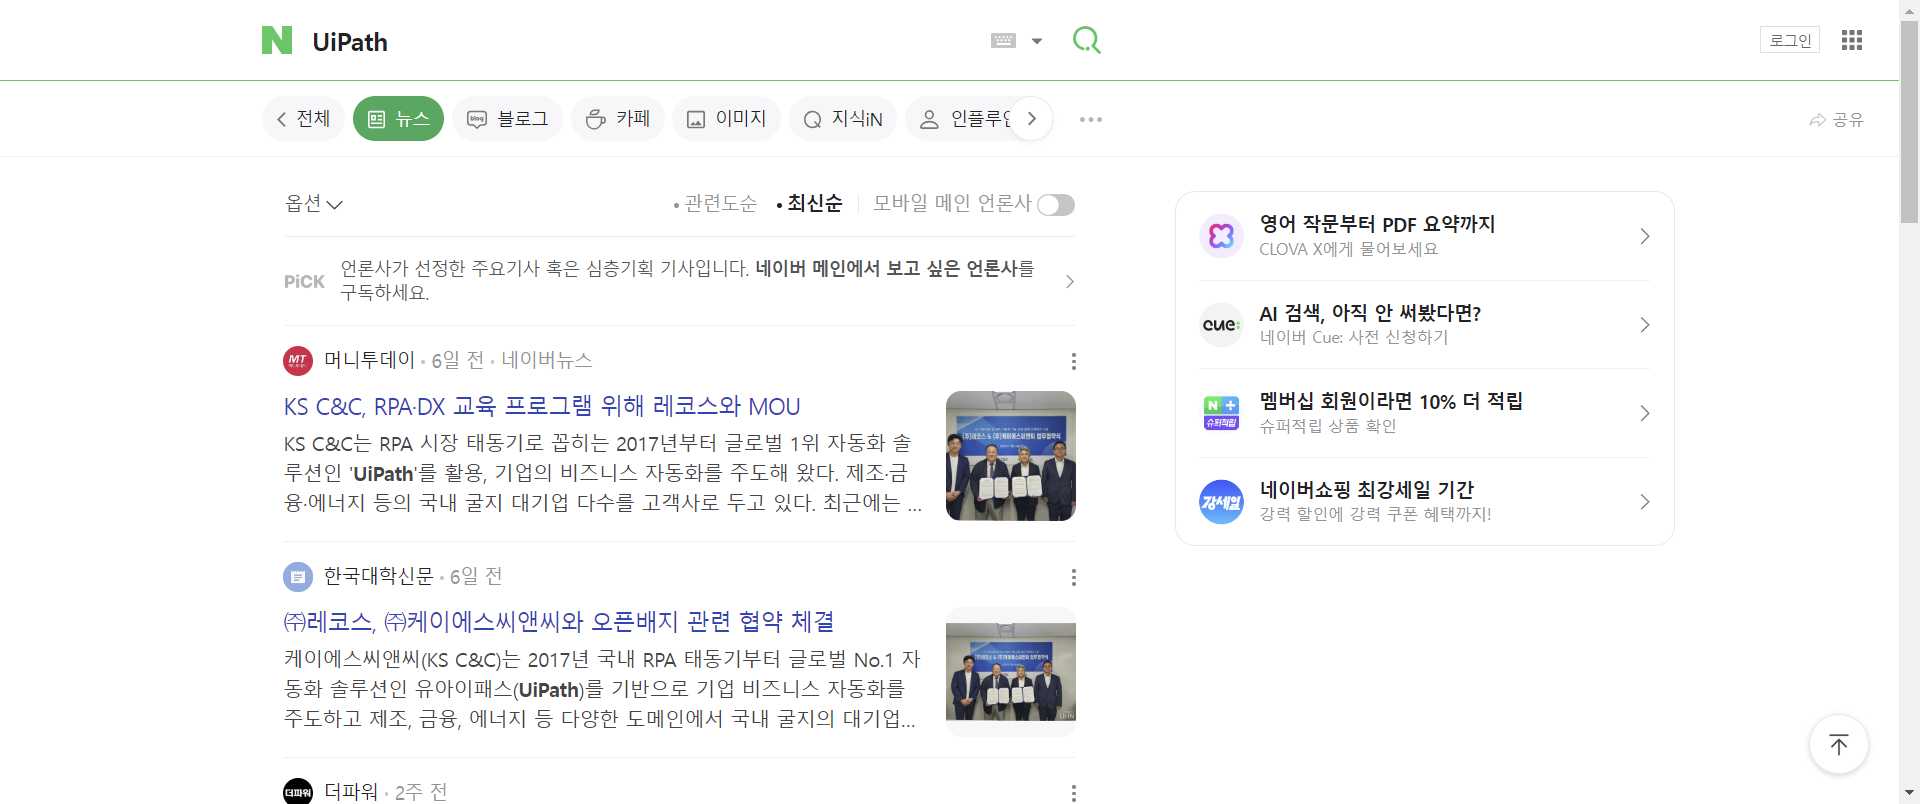 N UiPath
로그인
전체 뉴스 블로그 카페 이미지 지식iN 인플루언
공유
옵션
관련도순 최신순 모바일 메인 언론사
PiCK
언론사가 선정한 주요기사 혹은 심층기획 기사입니다. 네이버 메인에서 보고 싶은 언론사를
구독하세요.
MT 머니투데이 · 6일 전 · 네이버뉴스
KS C&C, RPA·DX 교육 프로그램 위해 레코스와 MOU
KS C&C는 RPA 시장 태동기로 꼽히는 2017년부터 글로벌 1위 자동화 솔
루션인 'UiPath'를 활용, 기업의 비즈니스 자동화를 주도해 왔다. 제조·금
융·에너지 등의 국내 굴지 대기업 다수를 고객사로 두고 있다. 최근에는 ...
한국대학신문 · 6일 전
㈜레코스, ㈜케이에스씨앤씨와 오픈배지 관련 협약 체결
케이에스씨앤씨(KS C&C)는 2017년 국내 RPA 태동기부터 글로벌 No.1 자
동화 솔루션인 유아이패스(UiPath)를 기반으로 기업 비즈니스 자동화를
주도하고 제조, 금융, 에너지 등 다양한 도메인에서 국내 굴지의 대기업...
더파워 더파워 · 2주 전
영어 작문부터 PDF 요약까지
CLOVA X에게 물어보세요
cue:
AI 검색, 아직 안 써봤다면?
네이버 Cue: 사전 신청하기
N +
슈퍼적립
멤버십 회원이라면 10% 더 적립
슈퍼적립 상품 확인
강세일
네이버쇼핑 최강세일 기간
강력 할인에 강력 쿠폰 혜택까지!